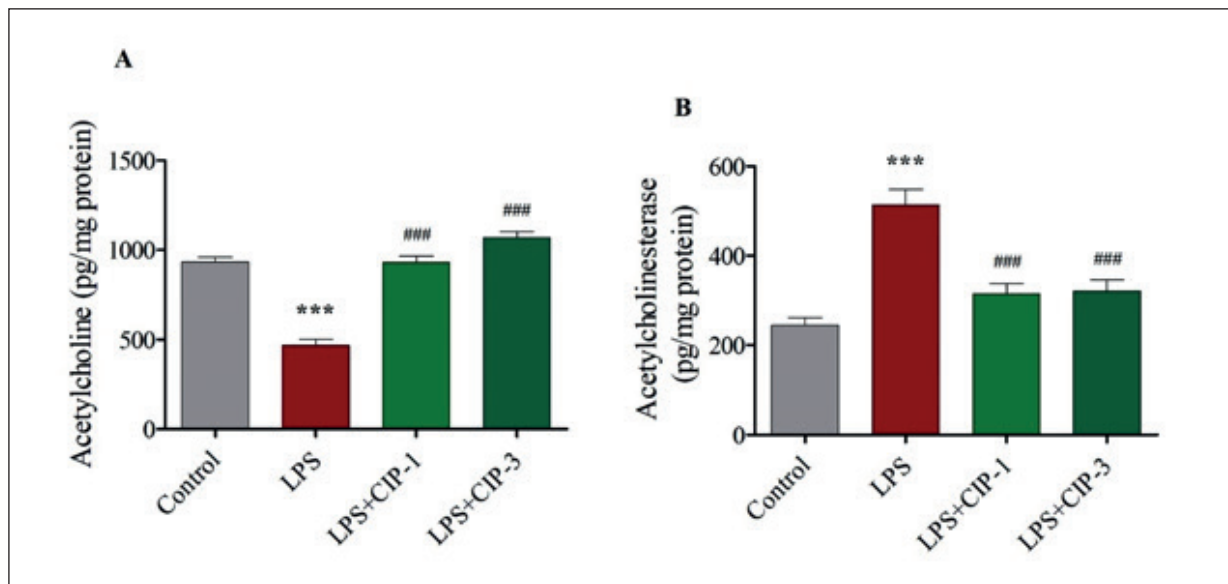 A
Acetylcholine (pg/mg protein)
1500
1000
500
0
***
###
###
Control
LPS
LPS+CIP-1
LPS+CIP-3
B
Acetylcholinesterase
(pg/mg protein)
600
400
200
0
***
###
###
Control
LPS
LPS+CIP-1
LPS+CIP-3